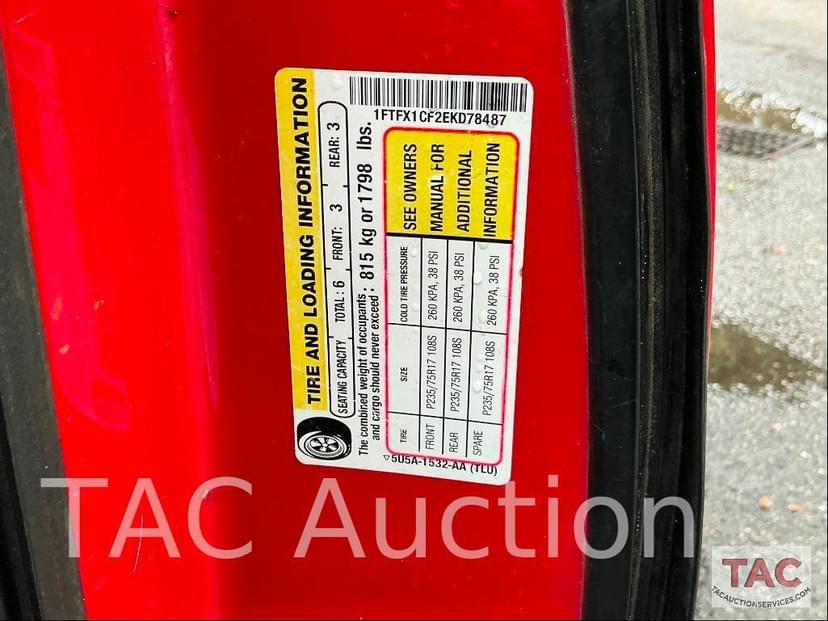 TIRE AND LOADING INFORMATION
SEATING CAPACITY TOTAL: 6 FRONT: 3 REAR: 3
The combined weight of occupants and cargo should never exceed: 815 kg or 1798 lbs.
TIRE SIZE COLD TIRE PRESSURE
FRONT P235/75R17 108S 260 KPA, 38 PSI
REAR P235/75R17 108S 260 KPA, 38 PSI
SPARE P235/75R17 108S 260 KPA, 38 PSI
SEE OWNERS
MANUAL FOR
ADDITIONAL
INFORMATION
5U5A-1532-AA (TLU)
1FTFX1CF2EKD78487
TAC Auction
TAC
TACAUCTIONSERVICES.COM